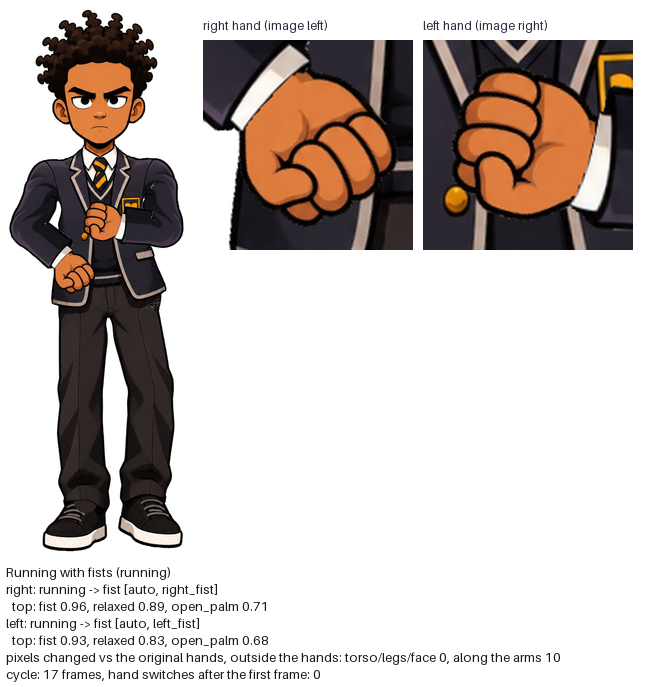 right hand (image left)
left hand (image right)
Running with fists (running)
right: running -> fist [auto, right_fist]
top: fist 0.96, relaxed 0.89, open_palm 0.71
left: running -> fist [auto, left_fist]
top: fist 0.93, relaxed 0.83, open_palm 0.68
pixels changed vs the original hands, outside the hands: torso/legs/face 0, along the arms 10
cycle: 17 frames, hand switches after the first frame: 0